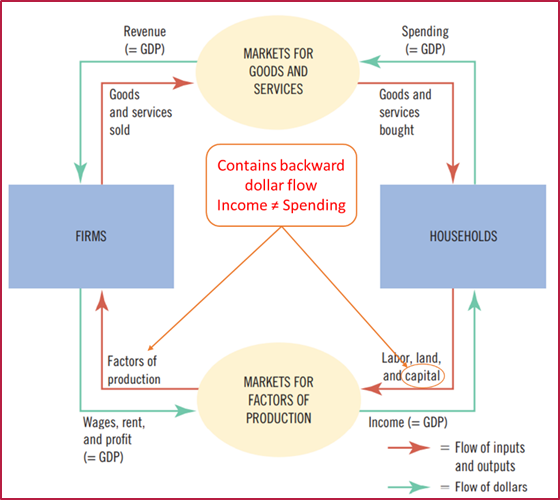 Revenue
(= GDP)
MARKETS FOR
GOODS AND
SERVICES
Spending
(= GDP)
Goods
and services
sold
Goods and
services
bought
Contains backward
dollar flow
Income ≠ Spending
FIRMS
HOUSEHOLDS
Factors of
production
MARKETS FOR
FACTORS OF
PRODUCTION
Labor, land,
and capital
Wages, rent,
and profit
(= GDP)
Income (= GDP)
= Flow of inputs
and outputs
= Flow of dollars